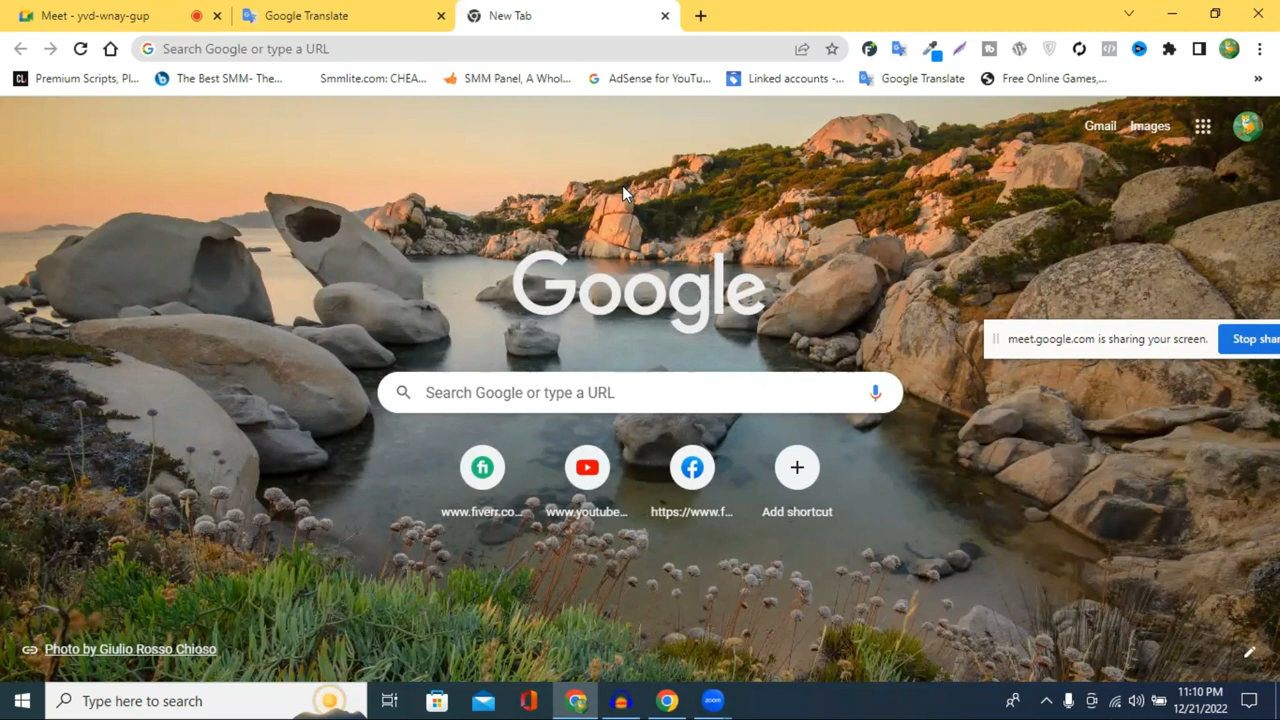 Meet - yvd-wnay-gup
Google Translate
New Tab
Search Google or type a URL
Premium Scripts, Pl...
The Best SMM- The...
Smmlite.com: CHEA...
SMM Panel, A Whol...
AdSense for YouTu...
Linked accounts -...
Google Translate
Free Online Games,...
Gmail
Images
Google
meet.google.com is sharing your screen.
Stop shar
Search Google or type a URL
www.fiverr.co...
www.youtube...
https://www.f...
Add shortcut
Photo by Giulio Rosso Chioso
Type here to search
zoom
11:10 PM
12/21/2022